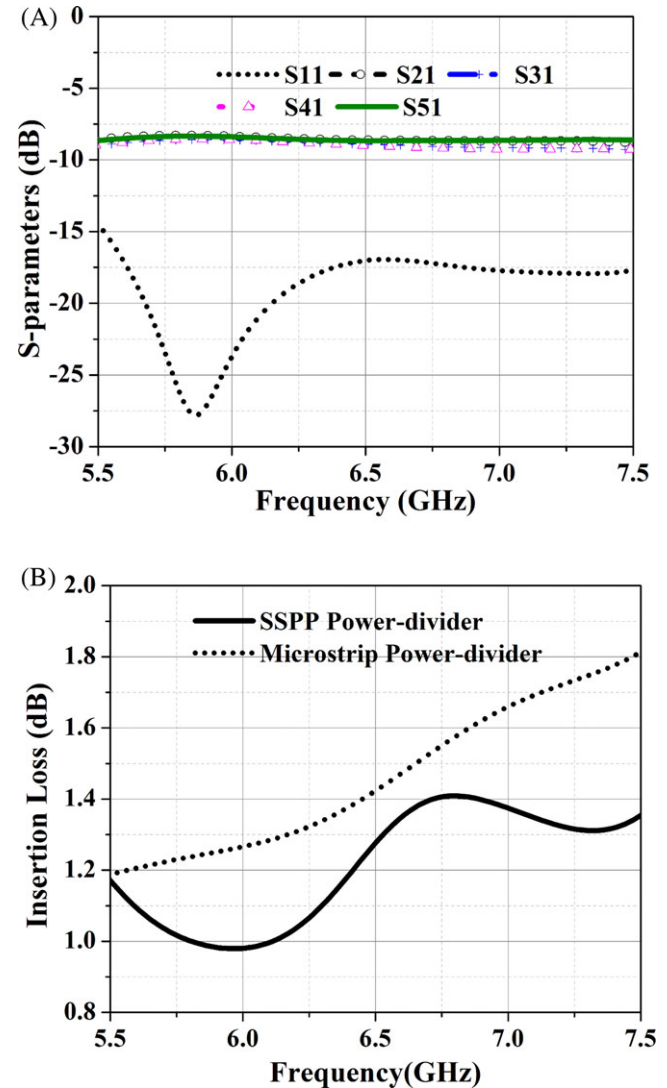 (A)
0
-5
-10
-15
-20
-25
-30
S-parameters (dB)
S11 S21 S31
S41 S51
5.5 6.0 6.5 7.0 7.5
Frequency (GHz)
(B)
2.0
1.8
1.6
1.4
1.2
1.0
0.8
Insertion Loss (dB)
SSPP Power-divider
Microstrip Power-divider
5.5 6.0 6.5 7.0 7.5
Frequency(GHz)